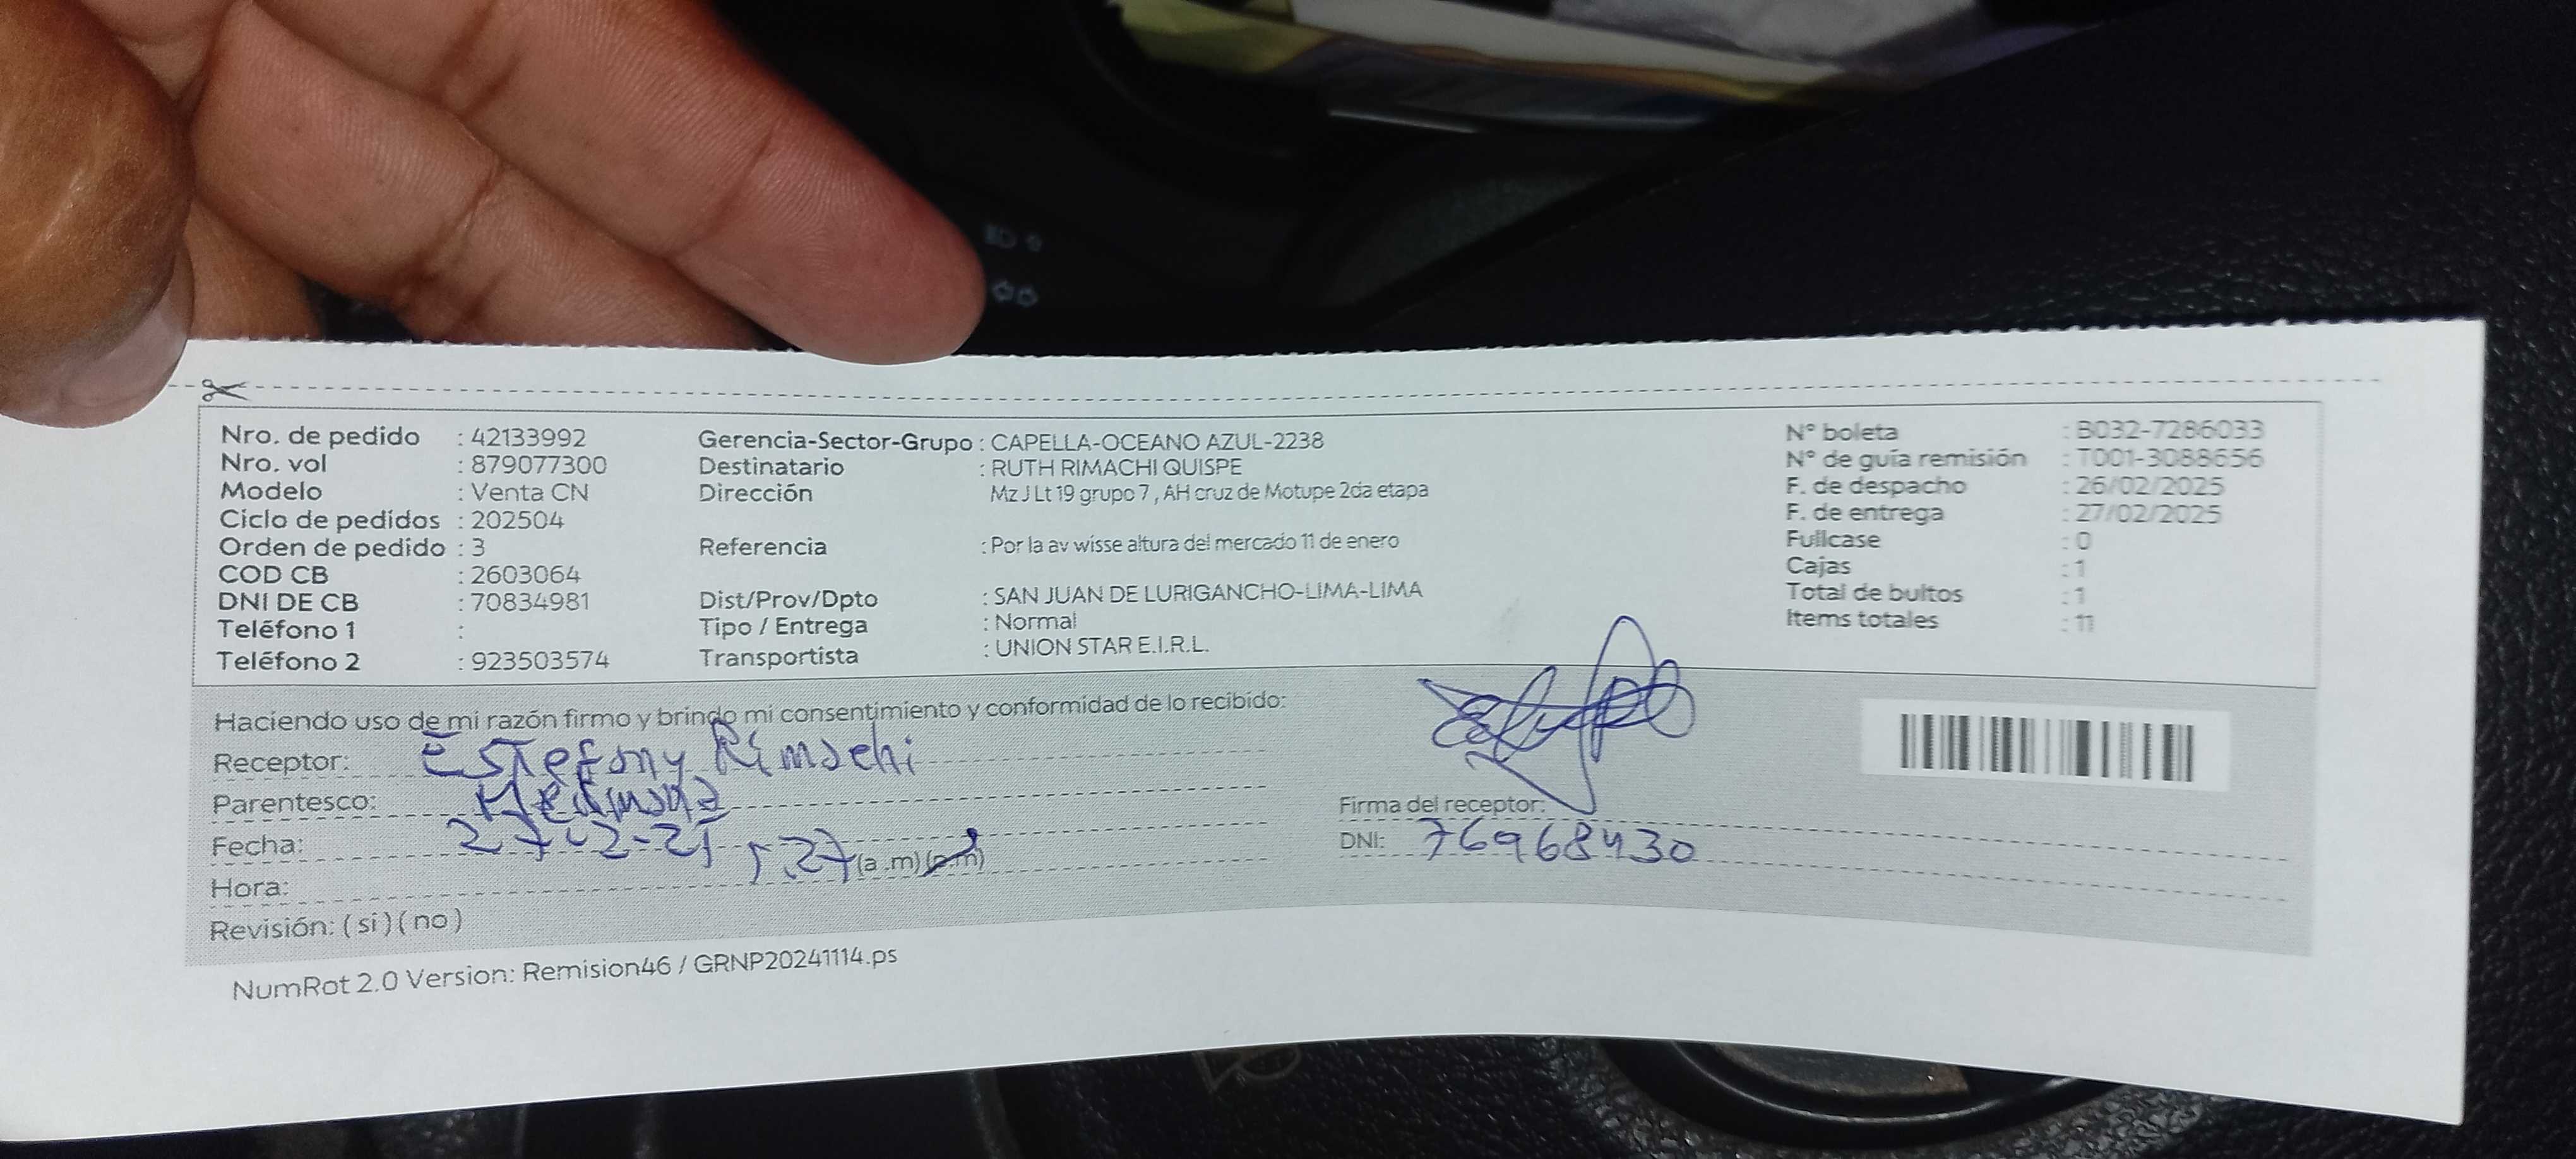 Nro. de pedido : 42133992
Nro. vol : 879077300
Modelo : Venta CN
Ciclo de pedidos : 202504
Orden de pedido : 3
COD CB : 2603064
DNI DE CB : 70834981
Teléfono 1 :
Teléfono 2 : 923503574
Gerencia-Sector-Grupo : CAPELLA-OCEANO AZUL-2238
Destinatario : RUTH RIMACHI QUISPE
Dirección Mz J Lt 19 grupo 7 , AH cruz de Motupe 2da etapa
Referencia : Por la av wisse altura del mercado 11 de enero
Dist/Prov/Dpto : SAN JUAN DE LURIGANCHO-LIMA-LIMA
Tipo / Entrega : Normal
Transportista : UNION STAR E.I.R.L.
N° boleta : B032-7286033
N° de guía remisión : T001-3088656
F. de despacho : 26/02/2025
F. de entrega : 27/02/2025
Fullcase : 0
Cajas : 1
Total de bultos : 1
Items totales : 11
Haciendo uso de mi razón firmo y brindo mi consentimiento y conformidad de lo recibido:
Receptor: Estefany Rimachi
Parentesco:
Fecha: 27-2-25
Hora: 5.27 (a.m) (p.m)
Revisión: ( si ) ( no )
Firma del receptor:
DNI: 76968430
NumRot 2.0 Version: Remision46 / GRNP20241114.ps